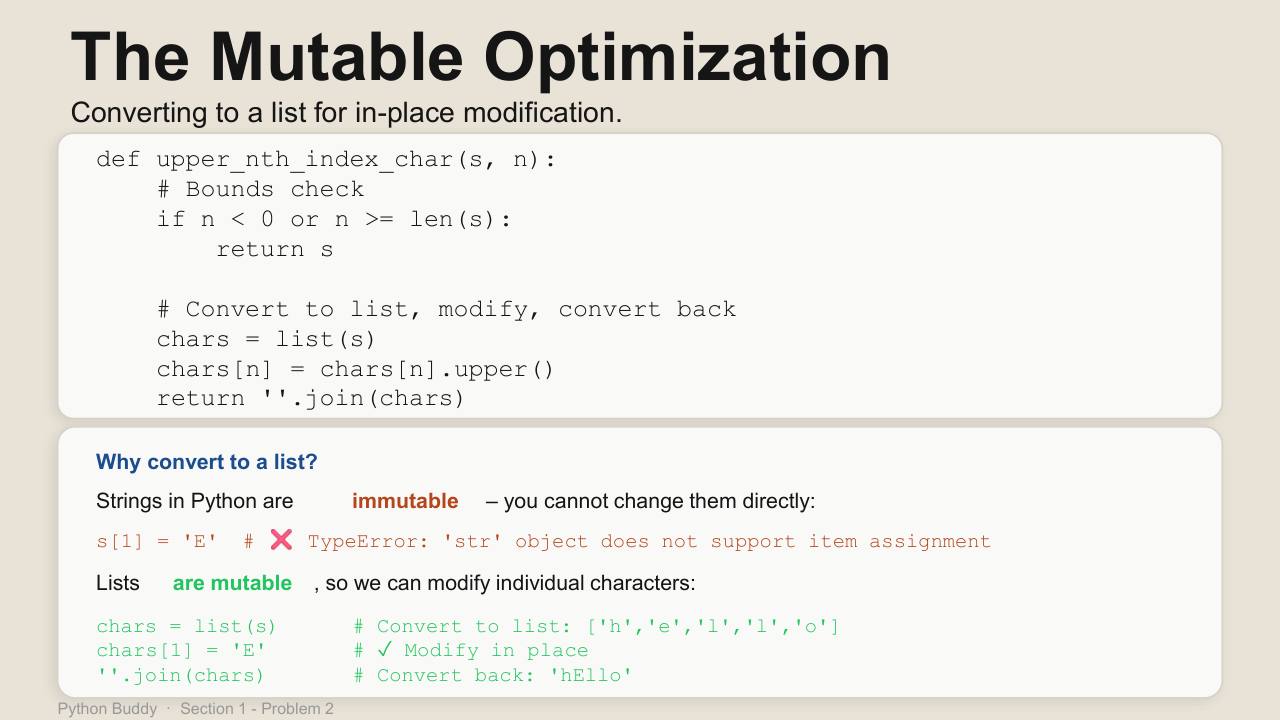 The Mutable Optimization
Converting to a list for in-place modification.
def upper_nth_index_char(s, n):
    # Bounds check
    if n < 0 or n >= len(s):
        return s

    # Convert to list, modify, convert back
    chars = list(s)
    chars[n] = chars[n].upper()
    return ''.join(chars)
Why convert to a list?
Strings in Python are immutable – you cannot change them directly:
s[1] = 'E'  # ❌ TypeError: 'str' object does not support item assignment
Lists are mutable , so we can modify individual characters:
chars = list(s)      # Convert to list: ['h','e','l','l','o']
chars[1] = 'E'       # ✓ Modify in place
''.join(chars)       # Convert back: 'hEllo'
Python Buddy · Section 1 - Problem 2